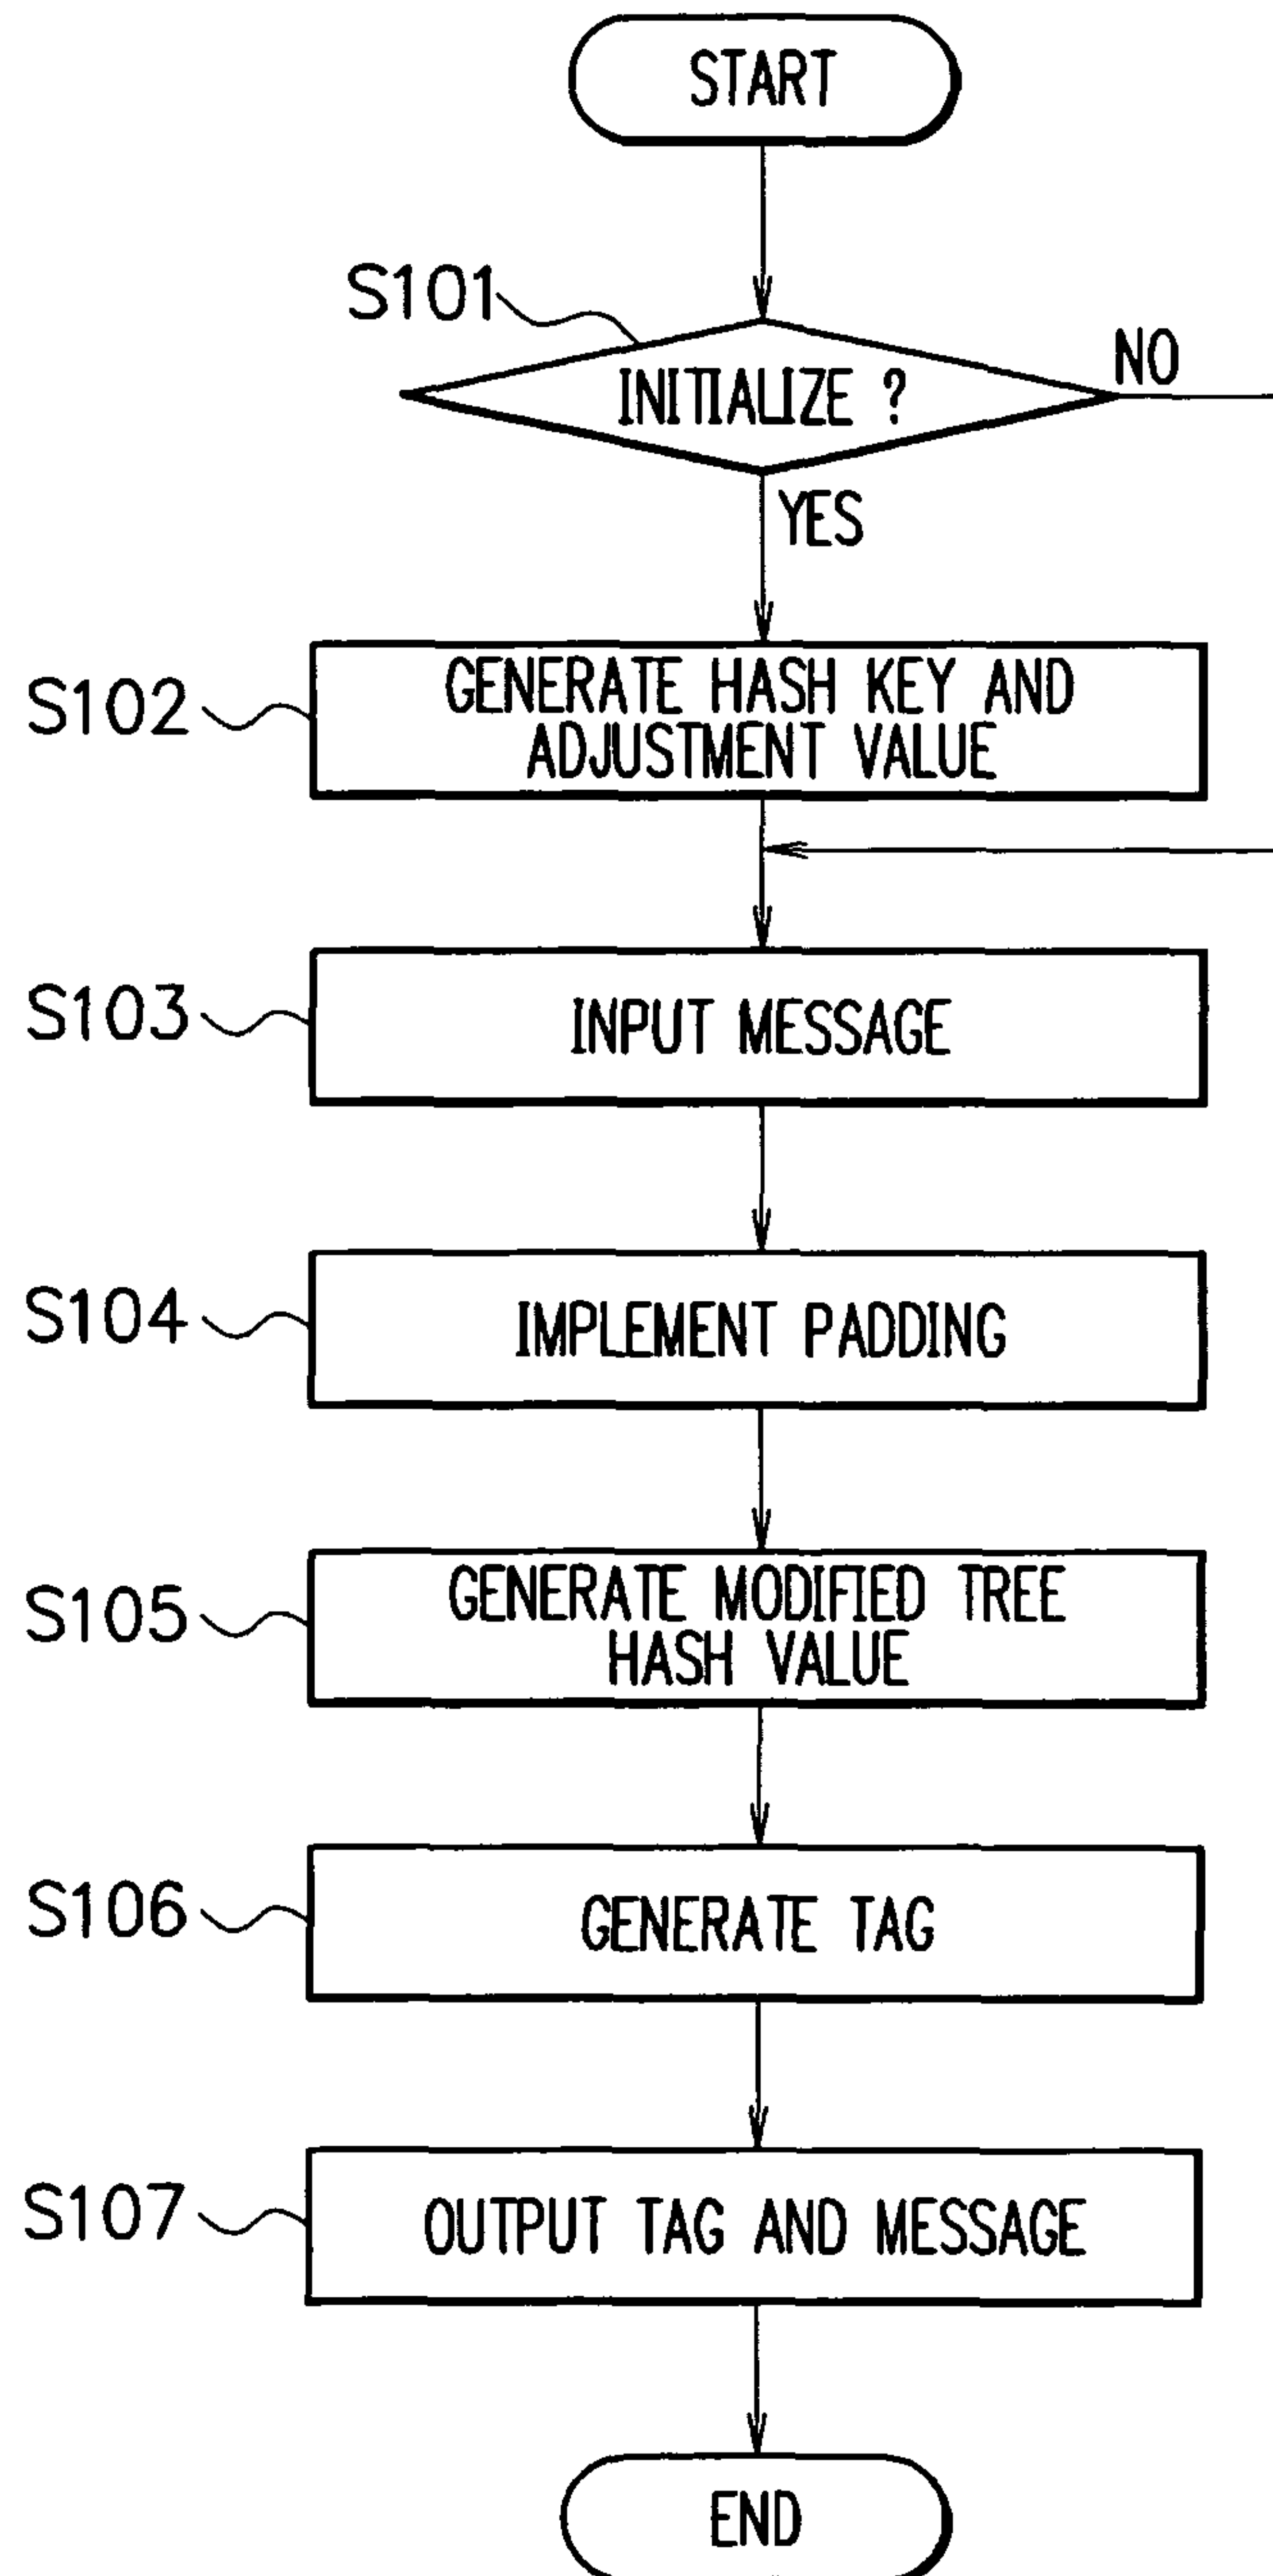 START
S101
INITIALIZE ?
NO
YES
S102
GENERATE HASH KEY AND
ADJUSTMENT VALUE
S103
INPUT MESSAGE
S104
IMPLEMENT PADDING
S105
GENERATE MODIFIED TREE
HASH VALUE
S106
GENERATE TAG
S107
OUTPUT TAG AND MESSAGE
END